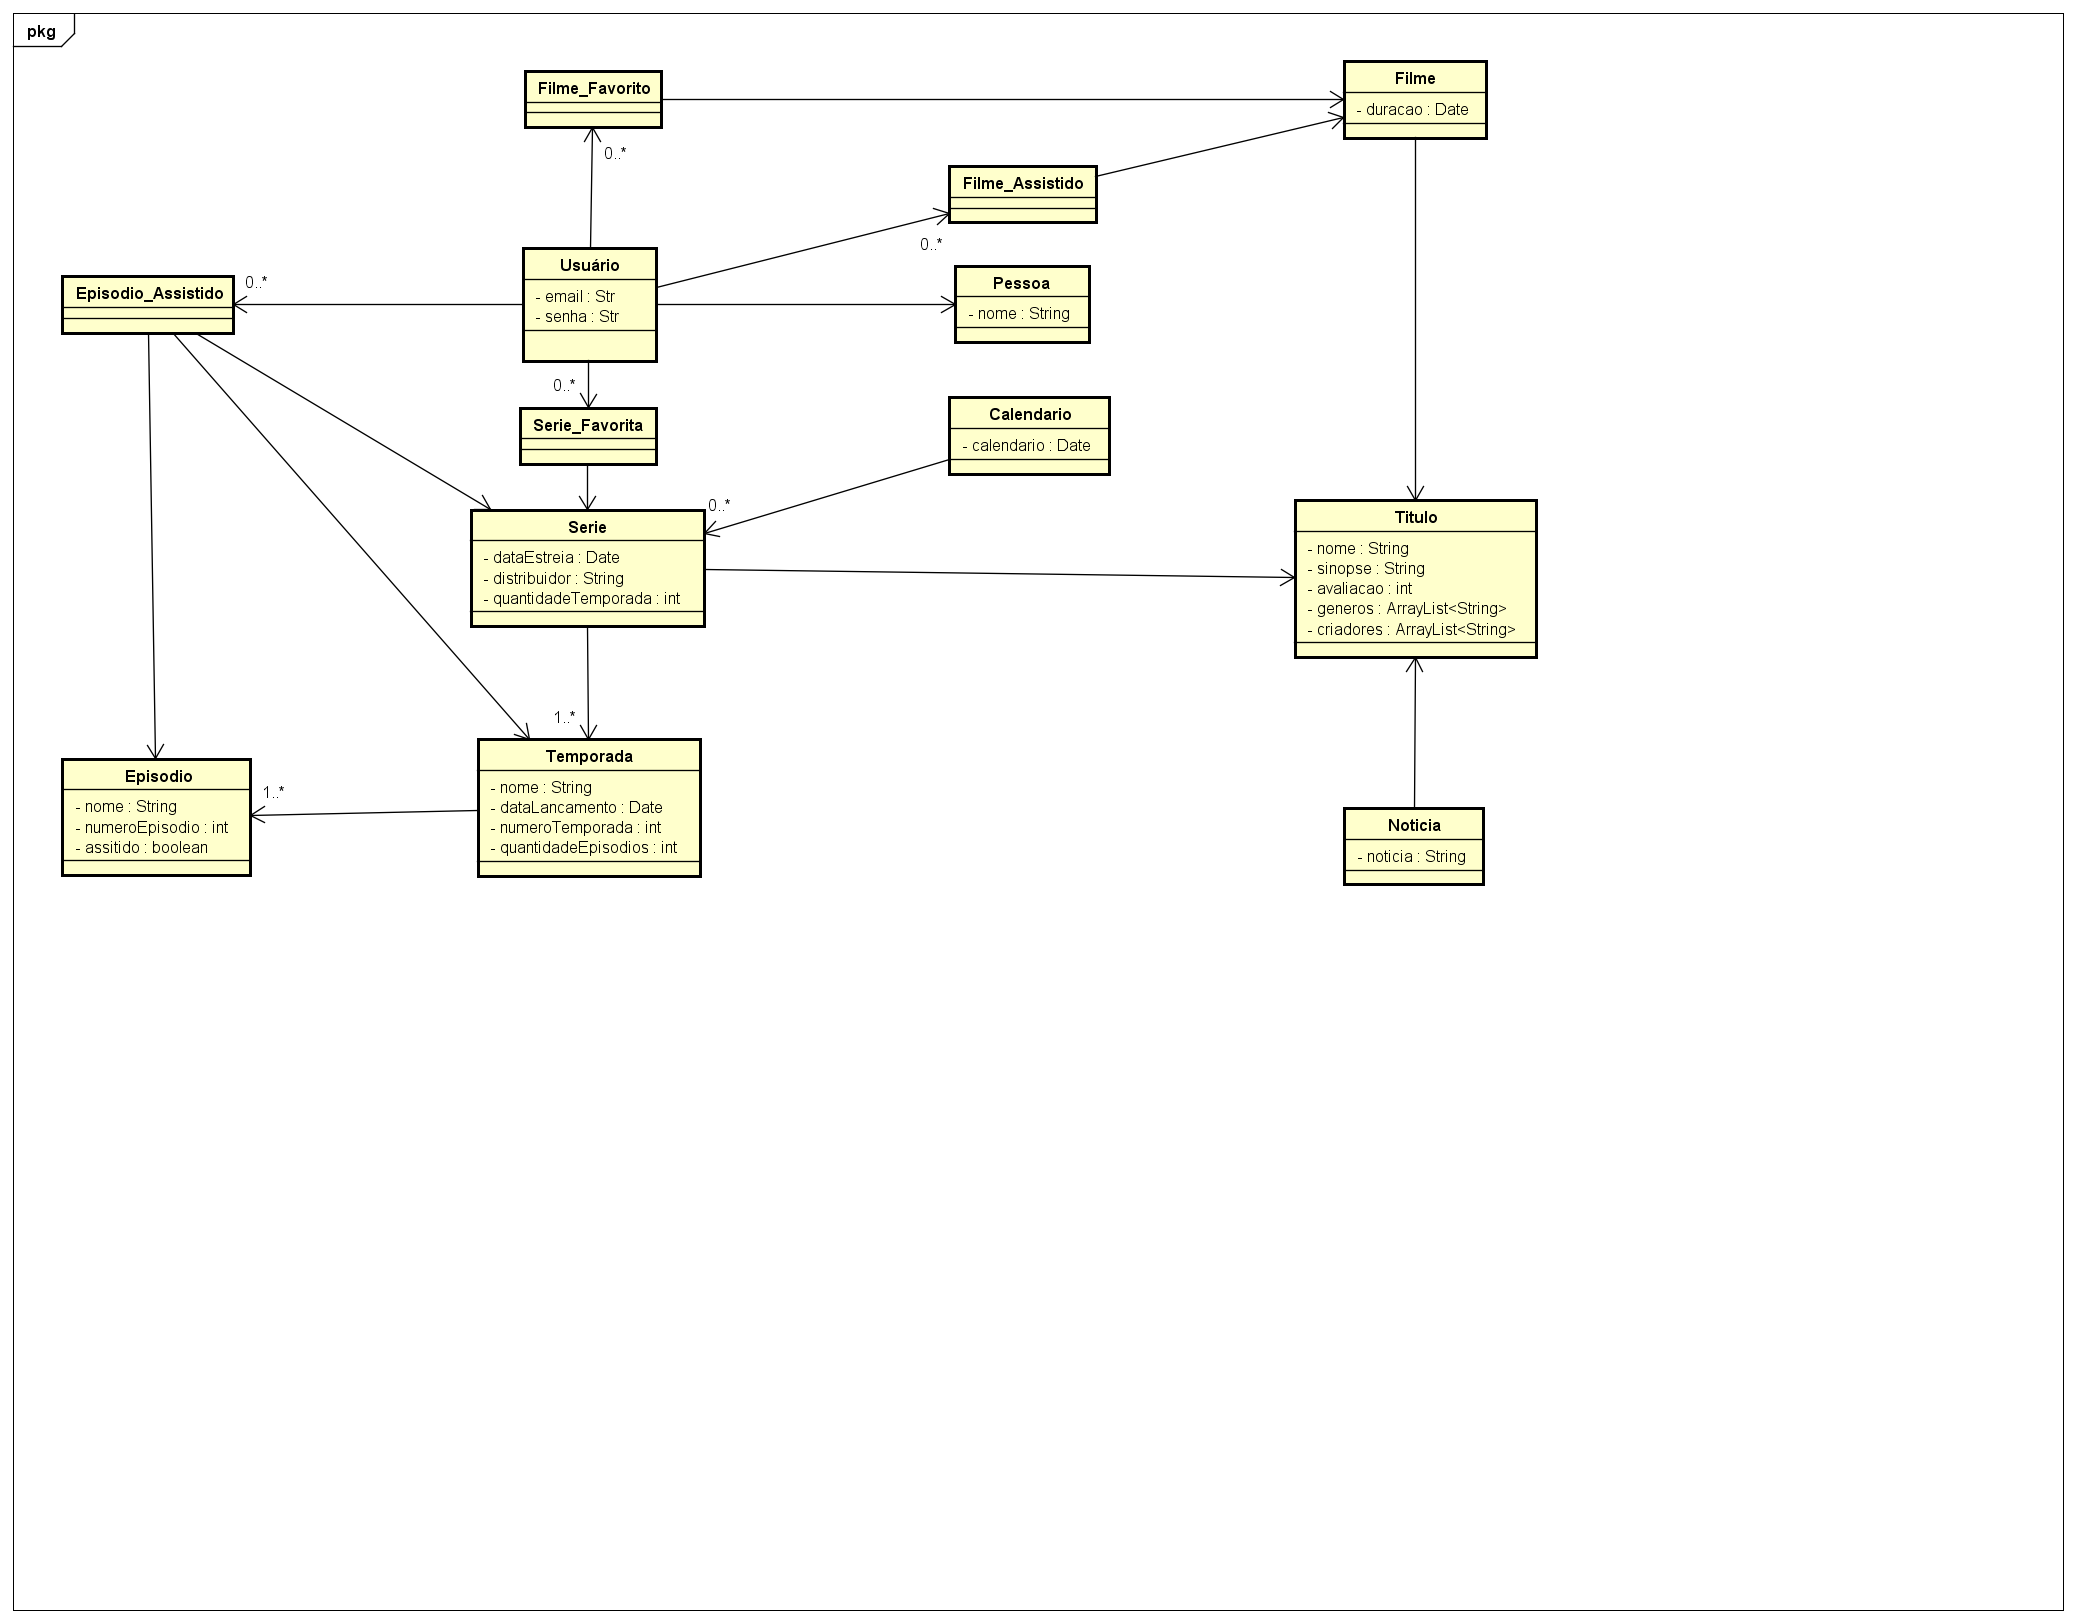 pkg
Filme_Favorito
0..*
Filme
- duracao : Date
Filme_Assistido
0..*
Usuário
- email : Str
- senha : Str
Episodio_Assistido
0..*
Pessoa
- nome : String
0..*
Serie_Favorita
Calendario
- calendario : Date
0..*
Serie
- dataEstreia : Date
- distribuidor : String
- quantidadeTemporada : int
Titulo
- nome : String
- sinopse : String
- avaliacao : int
- generos : ArrayList<String>
- criadores : ArrayList<String>
1..*
Temporada
- nome : String
- dataLancamento : Date
- numeroTemporada : int
- quantidadeEpisodios : int
Episodio
- nome : String
- numeroEpisodio : int
- assitido : boolean
1..*
Noticia
- noticia : String